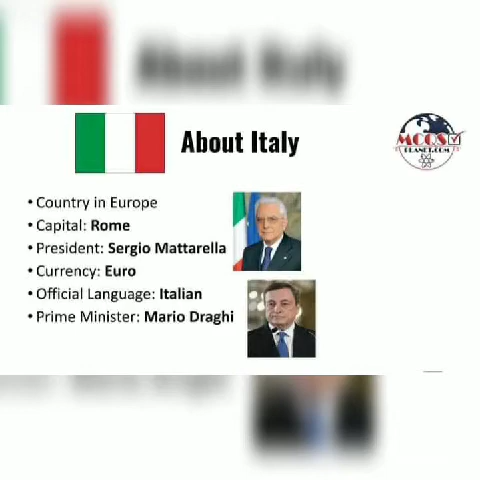 About Italy
MCQS
PLANET.COM
• Country in Europe
• Capital: Rome
• President: Sergio Mattarella
• Currency: Euro
• Official Language: Italian
• Prime Minister: Mario Draghi